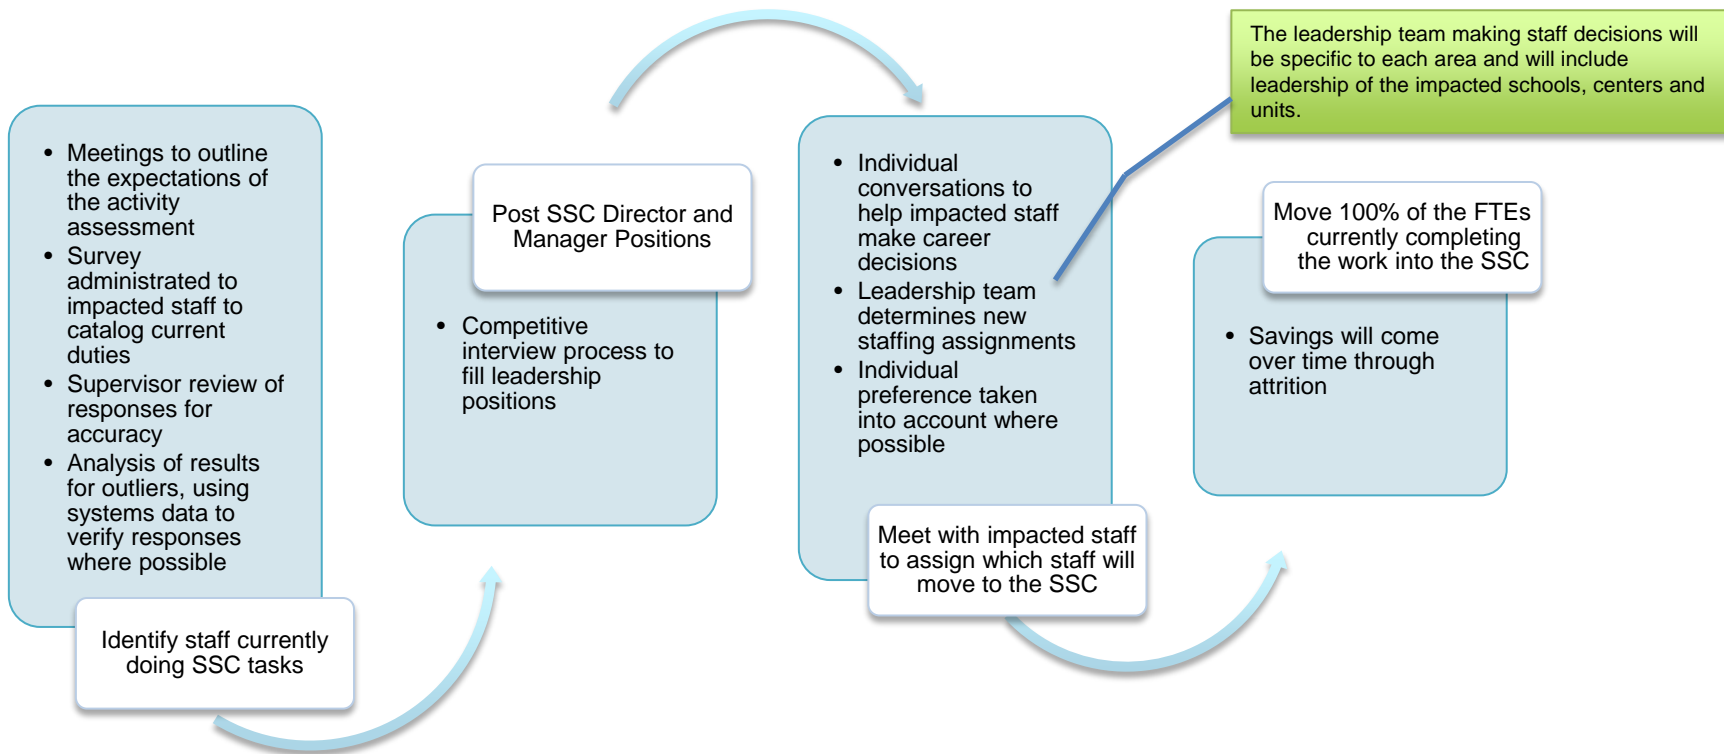 • Meetings to outline
the expectations of
the activity
assessment
• Survey
administrated to
impacted staff to
catalog current
duties
• Supervisor review of
responses for
accuracy
• Analysis of results
for outliers, using
systems data to
verify responses
where possible
Identify staff currently
doing SSC tasks
Post SSC Director and
Manager Positions
• Competitive
interview process to
fill leadership
positions
• Individual
conversations to
help impacted staff
make career
decisions
• Leadership team
determines new
staffing assignments
• Individual
preference taken
into account where
possible
Meet with impacted staff
to assign which staff will
move to the SSC
The leadership team making staff decisions will
be specific to each area and will include
leadership of the impacted schools, centers and
units.
Move 100% of the FTEs
currently completing
the work into the SSC
• Savings will come
over time through
attrition